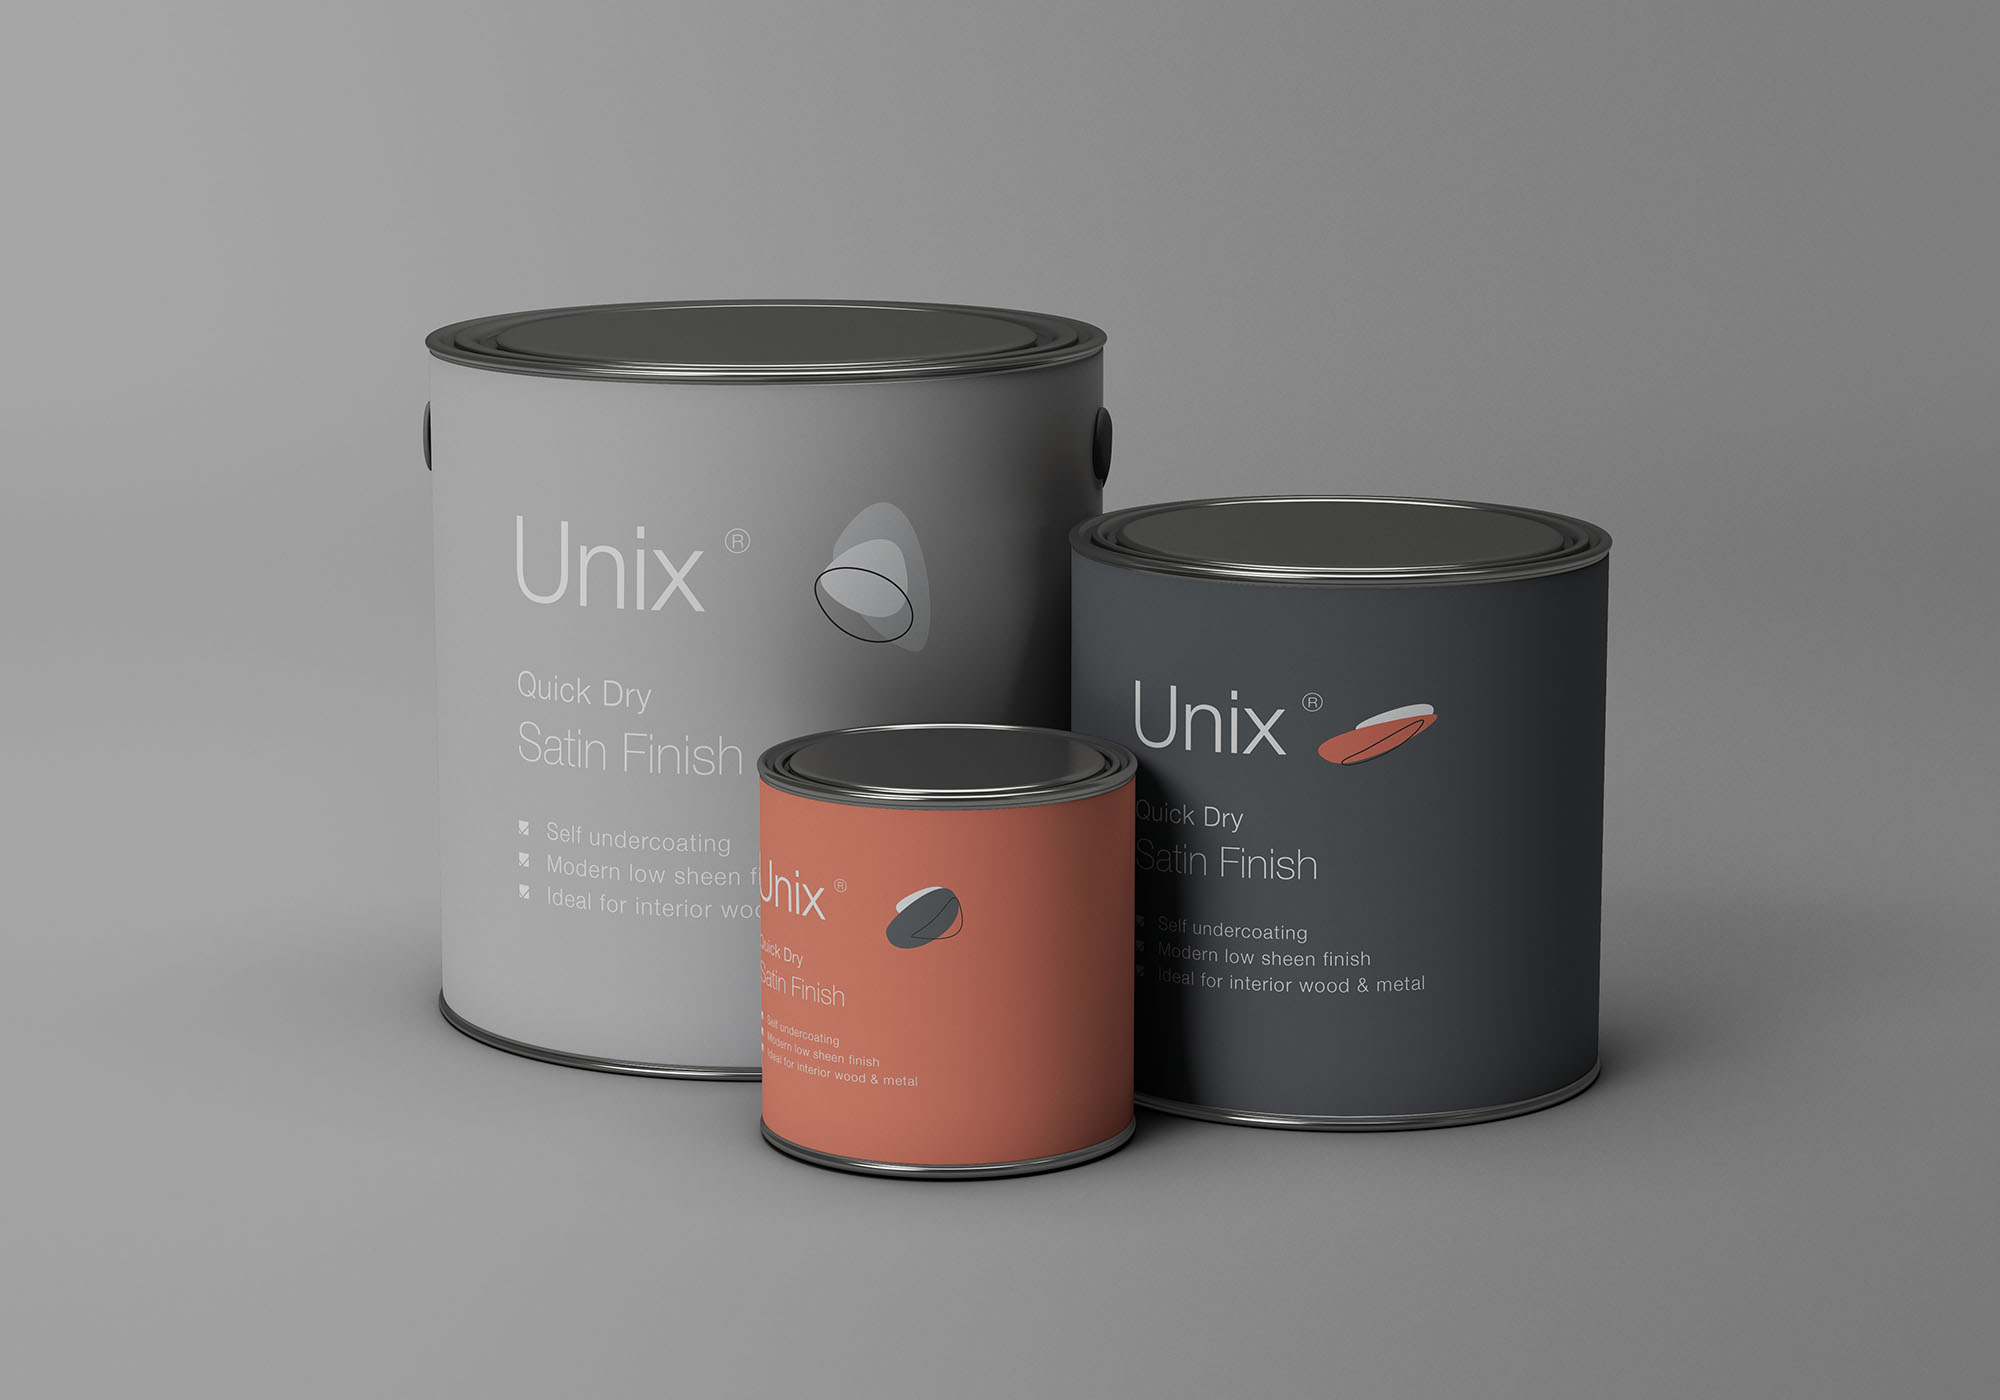 Unix ®
Quick Dry
Satin Finish
Self undercoating
Modern low sheen
Ideal for interior
Unix ®
Quick Dry
Satin Finish
Self undercoating
Modern low sheen finish
Ideal for interior wood & metal
Unix ®
Quick Dry
Satin Finish
Self undercoating
Modern low sheen finish
Ideal for interior wood & metal